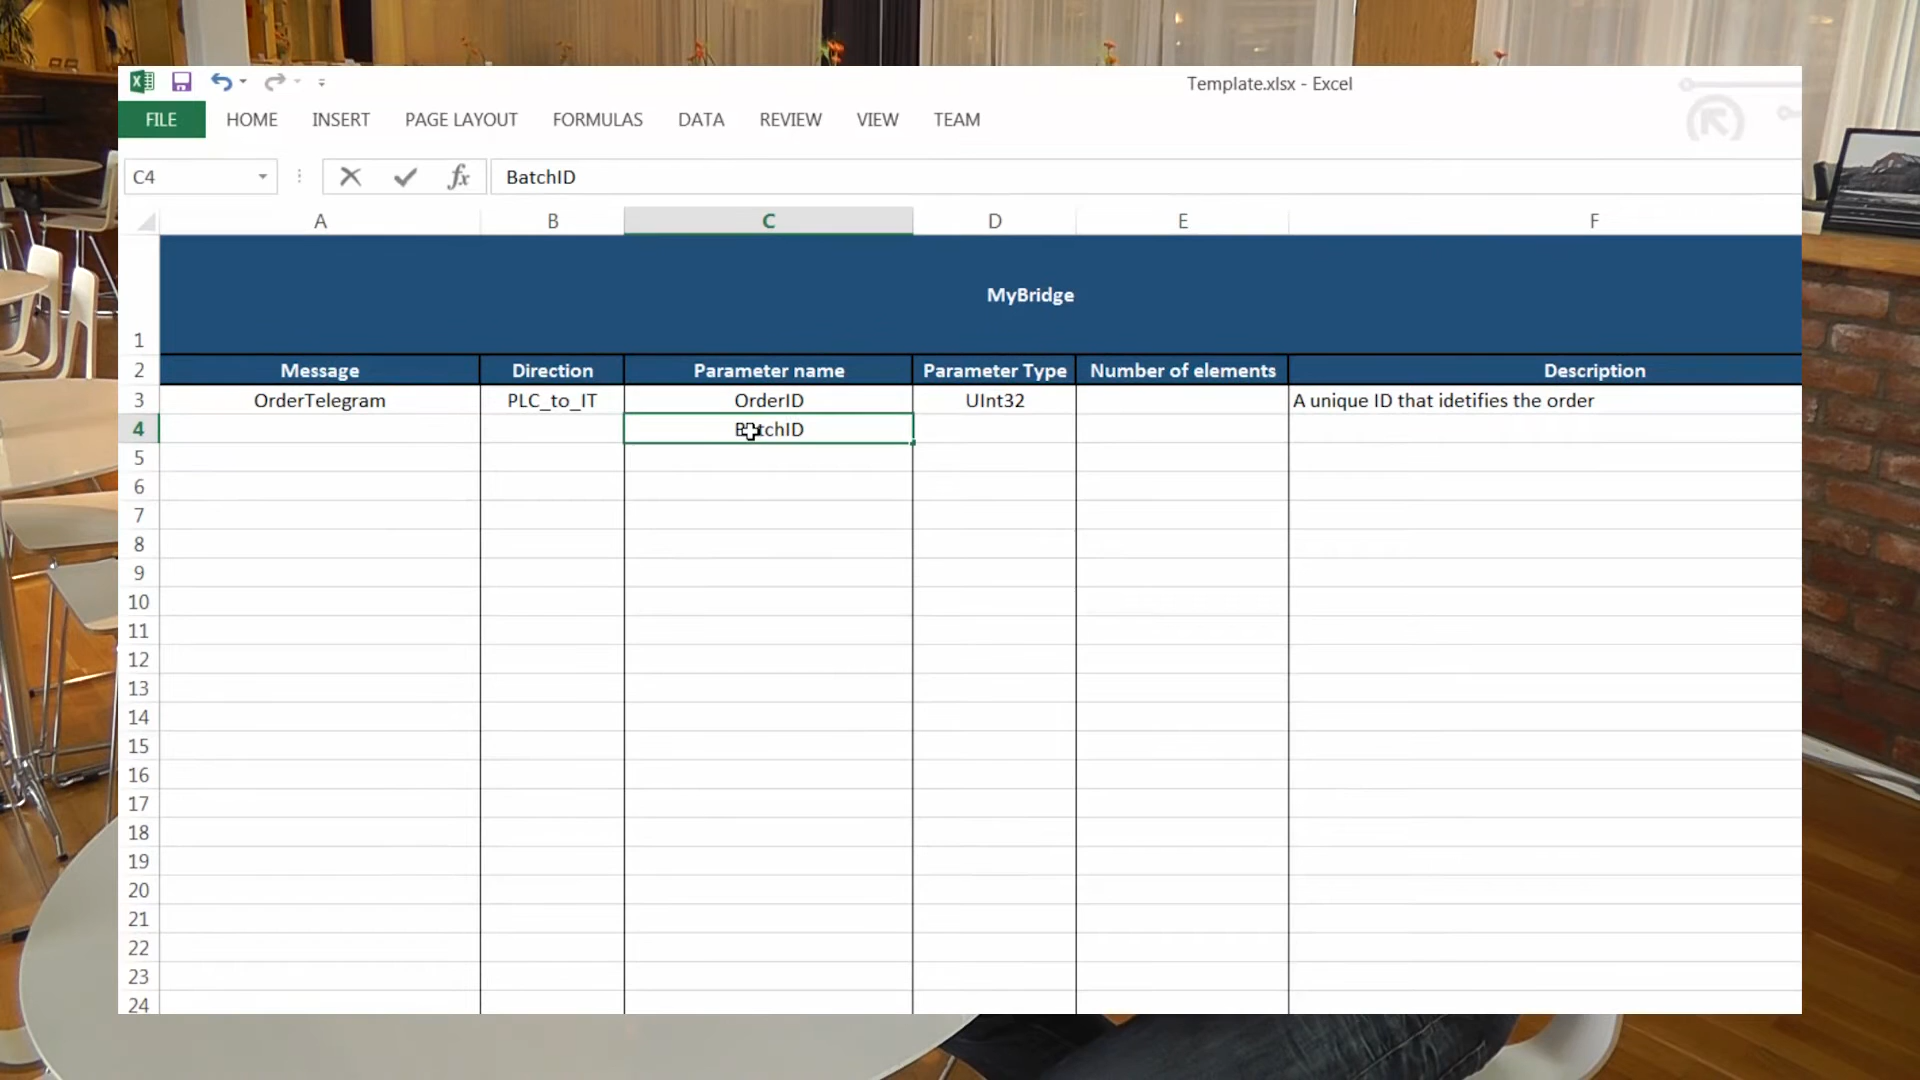 Template.xlsx - Excel
FILE HOME INSERT PAGE LAYOUT FORMULAS DATA REVIEW VIEW TEAM
C4 fx BatchID
A B C D E F
1 MyBridge
2 Message Direction Parameter name Parameter Type Number of elements Description
3 OrderTelegram PLC_to_IT OrderID UInt32 A unique ID that idetifies the order
4 BatchID
5
6
7
8
9
10
11
12
13
14
15
16
17
18
19
20
21
22
23
24